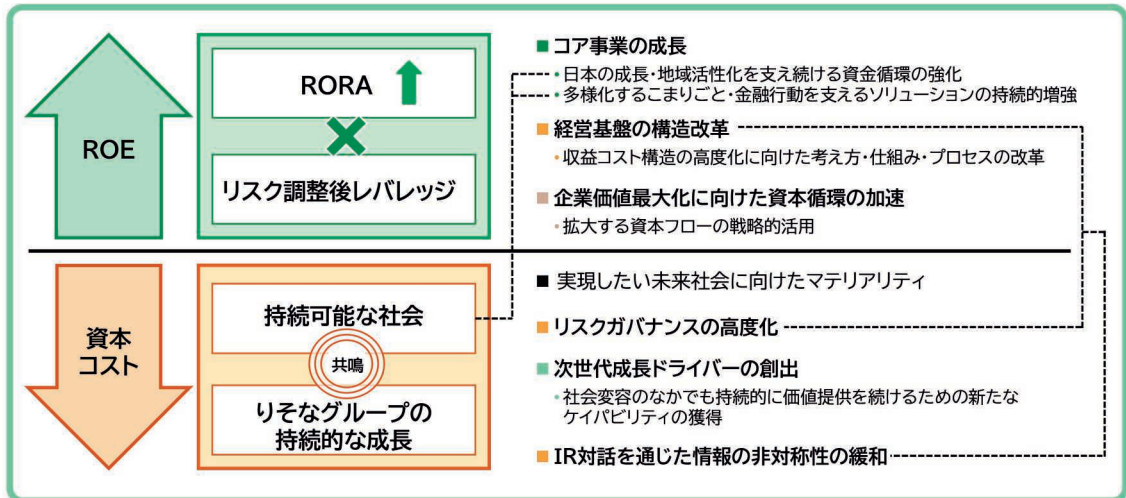 ROE
RORA
リスク調整後レバレッジ
■ コア事業の成長
・日本の成長・地域活性化を支え続ける資金循環の強化
・多様化するこまりごと・金融行動を支えるソリューションの持続的増強
■ 経営基盤の構造改革
・収益コスト構造の高度化に向けた考え方・仕組み・プロセスの改革
■ 企業価値最大化に向けた資本循環の加速
・拡大する資本フローの戦略的活用
資本
コスト
持続可能な社会
共鳴
りそなグループの
持続的な成長
■ 実現したい未来社会に向けたマテリアリティ
■ リスクガバナンスの高度化
■ 次世代成長ドライバーの創出
・社会変容のなかでも持続的に価値提供を続けるための新たな
ケイパビリティの獲得
■ IR対話を通じた情報の非対称性の緩和